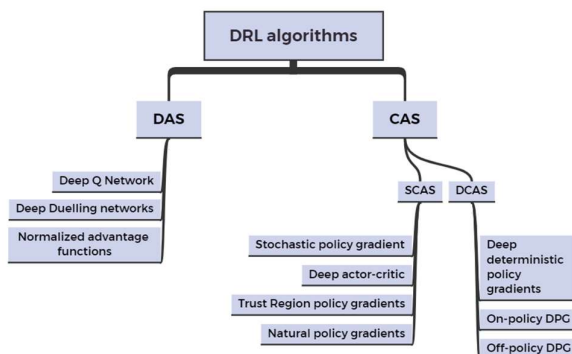 DRL algorithms
DAS
CAS
Deep Q Network
Deep Duelling networks
Normalized advantage
functions
SCAS
DCAS
Stochastic policy gradient
Deep actor-critic
Trust Region policy gradients
Natural policy gradients
Deep
deterministic
policy
gradients
On-policy DPG
Off-policy DPG